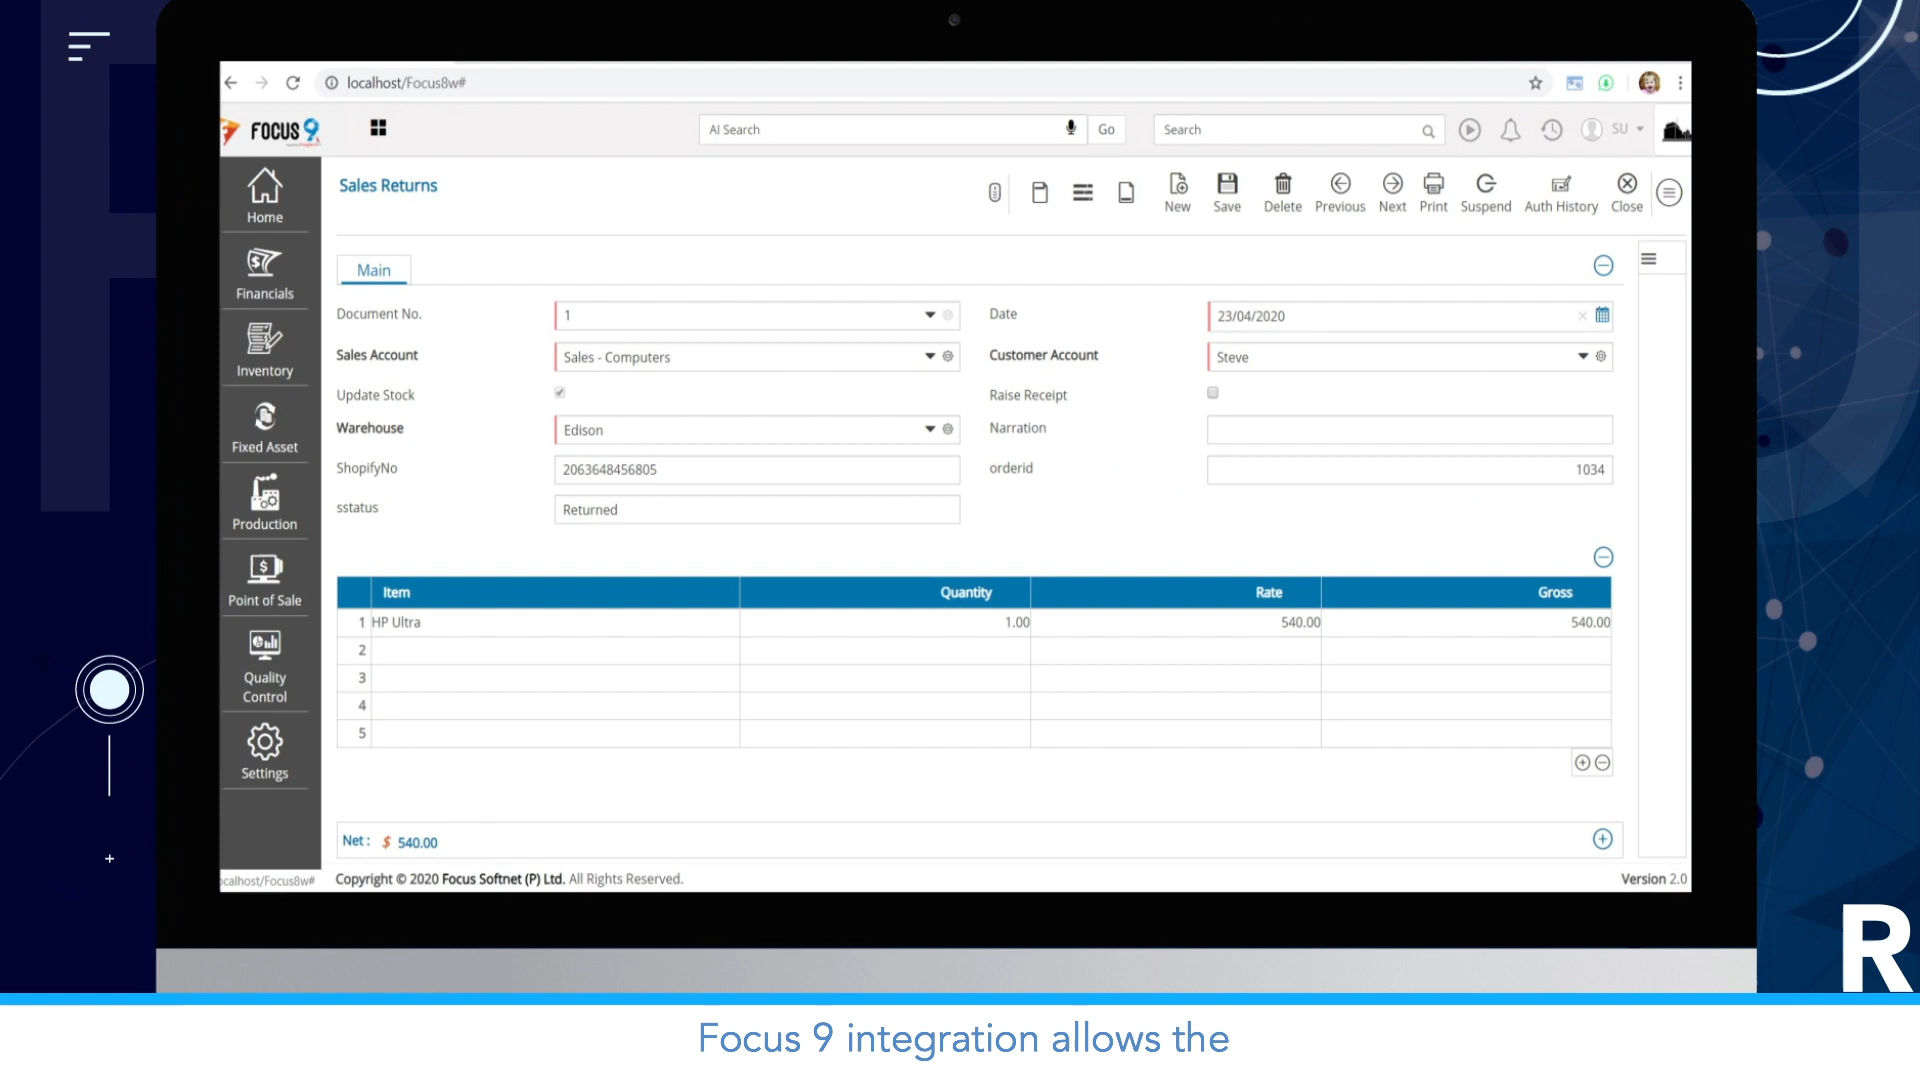 localhost/Focus8w#
FOCUS 9
AI Search
Go
Search
SU
Home
Financials
Inventory
Fixed Asset
Production
Point of Sale
Quality
Control
Settings
Sales Returns
New
Save
Delete
Previous
Next
Print
Suspend
Auth History
Close
Main
Document No.
1
Date
23/04/2020
Sales Account
Sales - Computers
Customer Account
Steve
Update Stock
Raise Receipt
Warehouse
Edison
Narration
ShopifyNo
2063648456805
orderid
1034
sstatus
Returned
Item Quantity Rate Gross
1 HP Ultra 1.00 540.00 540.00
2
3
4
5
Net : $ 540.00
ocalhost/Focus8w#
Copyright © 2020 Focus Softnet (P) Ltd. All Rights Reserved.
Version 2.0
R
Focus 9 integration allows the